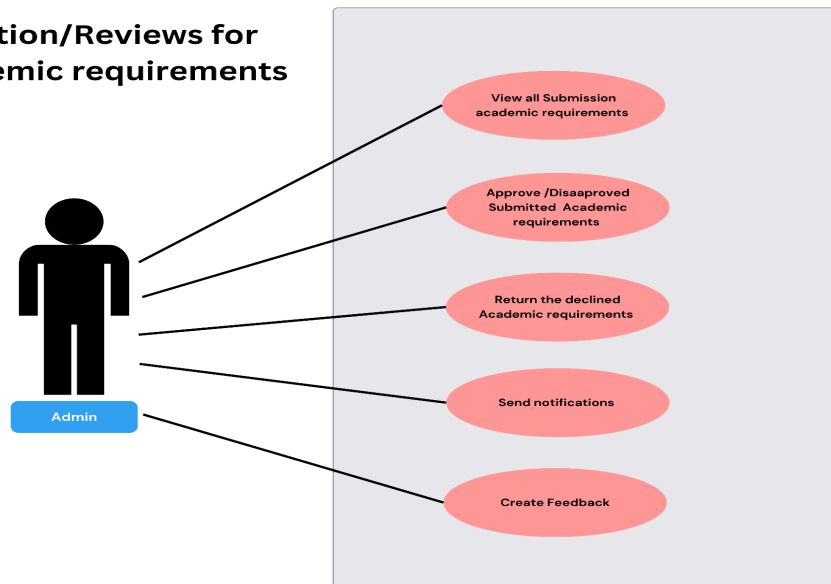 tion/Reviews for
emic requirements
View all Submission
academic requirements
Approve /Disaaproved
Submitted  Academic
requirements
Return the declined
Academic requirements
Send notifications
Admin
Create Feedback